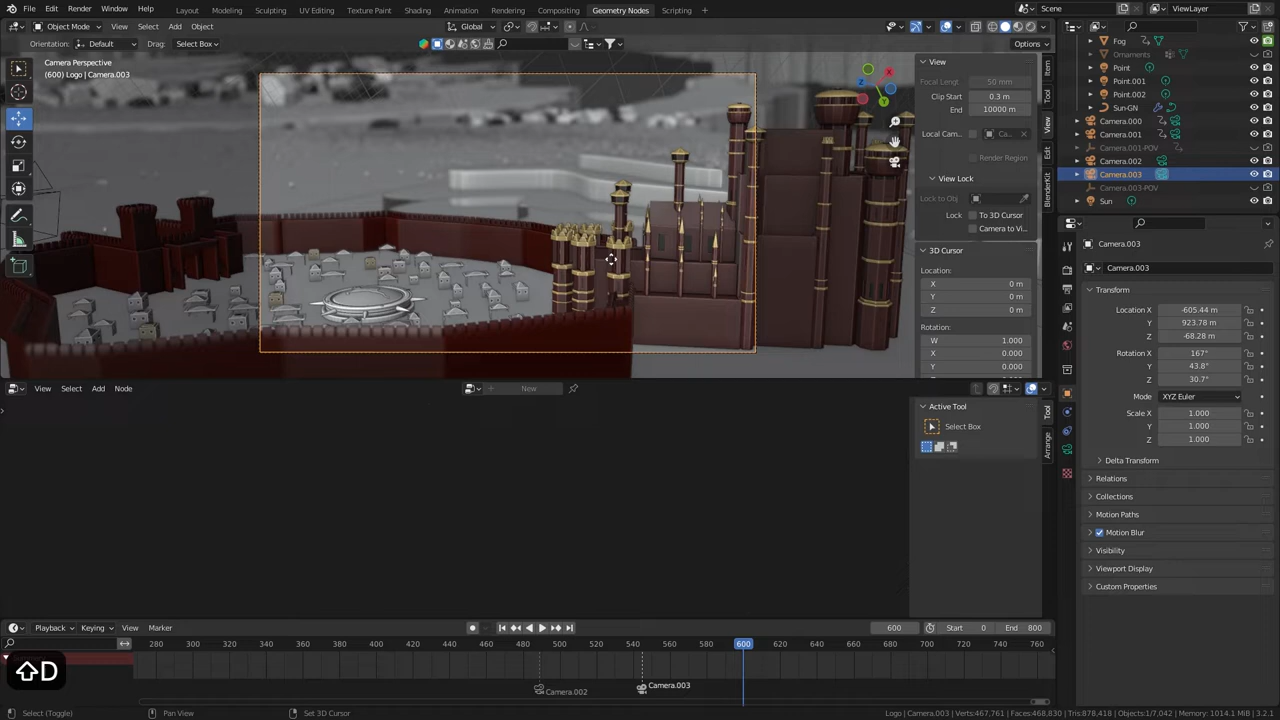 File Edit Render Window Help
Layout Modeling Sculpting UV Editing Texture Paint Shading Animation Rendering Compositing Geometry Nodes Scripting
Scene
ViewLayer
Object Mode View Select Add Object
Global
Orientation: Default Drag: Select Box
Options
Camera Perspective
(600) Logo | Camera.003
View
Focal Lengt 50 mm
Clip Start 0.3 m
End 10000 m
Local Cam... Ca...
Render Region
View Lock
Lock to Obj
Lock: To 3D Cursor
Camera to Vi...
3D Cursor
Location:
X 0 m
Y 0 m
Z 0 m
Rotation:
W 1.000
X 0.000
Y 0.000
Item
Tool
View
Edit
BlenderKit
Fog
Ornaments
Point
Point.001
Point.002
Sun-GN
Camera.000
Camera.001
Camera.001-POV
Camera.002
Camera.003
Camera.003-POV
Sun
Camera.003
Camera.003
Transform
Location X -605.44 m
Y 923.78 m
Z -68.28 m
Rotation X 167°
Y 43.8°
Z 30.7°
Mode XYZ Euler
Scale X 1.000
Y 1.000
Z 1.000
Delta Transform
Relations
Collections
Motion Paths
Motion Blur
Visibility
Viewport Display
Custom Properties
View Select Add Node
New
Active Tool
Select Box
Tool
Arrange
Playback Keying View Marker
600 Start 0 End 800
280 320 360 400 440 480 500 520 540 560 580 600 620 640 660 680 700 720 740 760
Camera.002
Camera.003
D
Select (Toggle) Pan View Set 3D Cursor
Logo | Camera.003 Verts:467,761 Faces:468,830 Tris:878,418 Objects:1/7,042 Memory: 1014.1 MiB 3.2.1